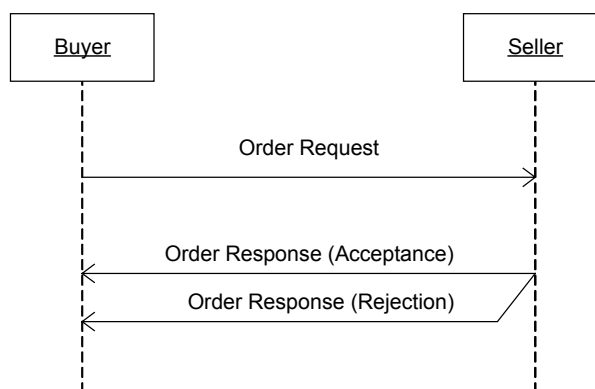 Buyer
Seller
Order Request
Order Response (Acceptance)
Order Response (Rejection)